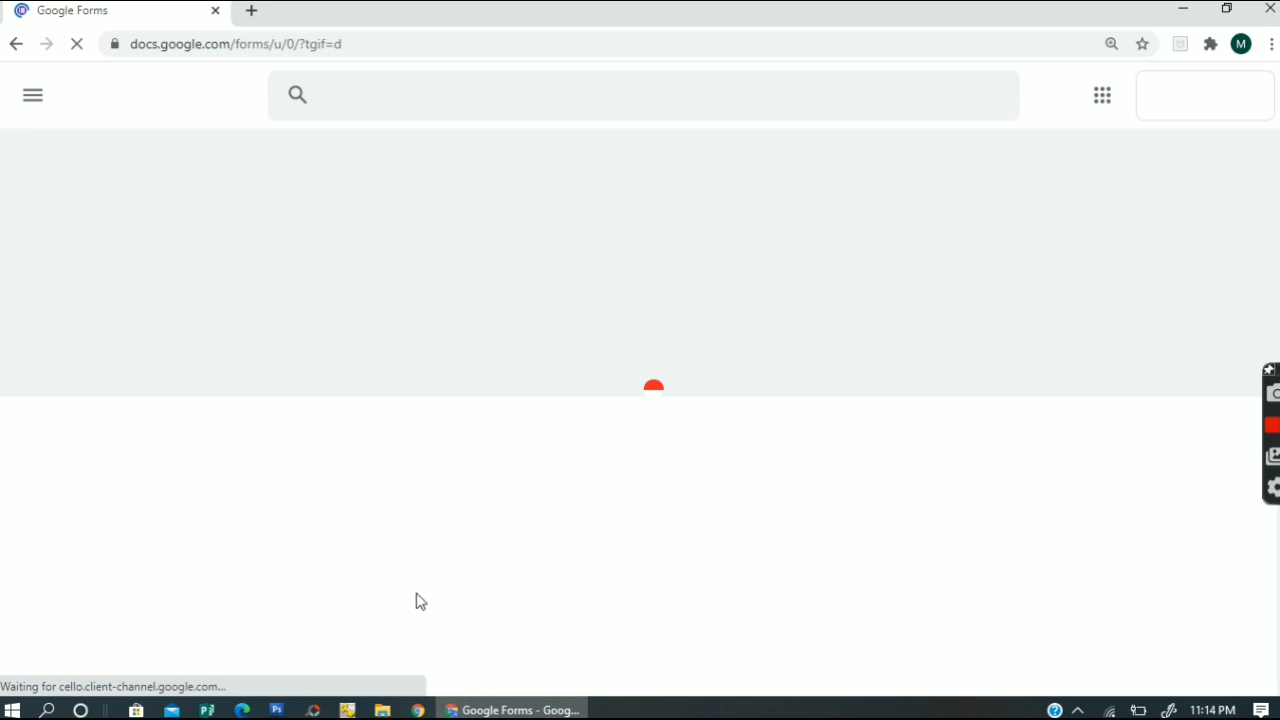 Google Forms
docs.google.com/forms/u/0/?tgif=d
M
Waiting for cello.client-channel.google.com...
Ps
Google Forms - Goog...
11:14 PM